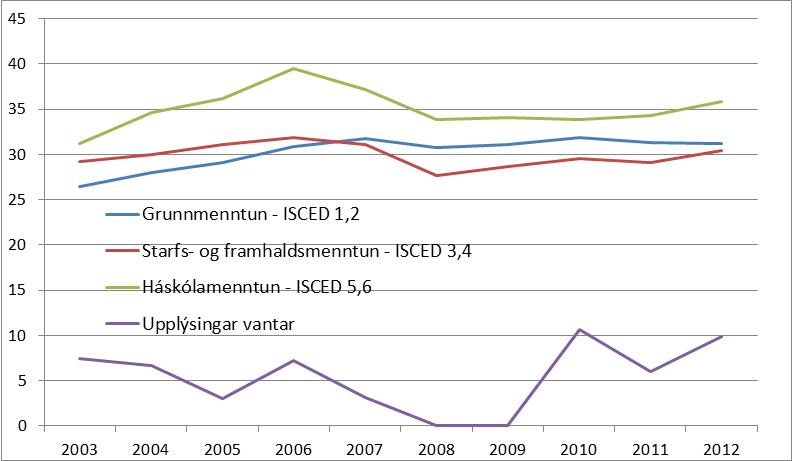 45
40
35
30
25
20
15
10
5
0
Grunnmenntun - ISCED 1,2
Starfs- og framhaldsmenntun - ISCED 3,4
Háskólamenntun - ISCED 5,6
Upplýsingar vantar
2003 2004 2005 2006 2007 2008 2009 2010 2011 2012